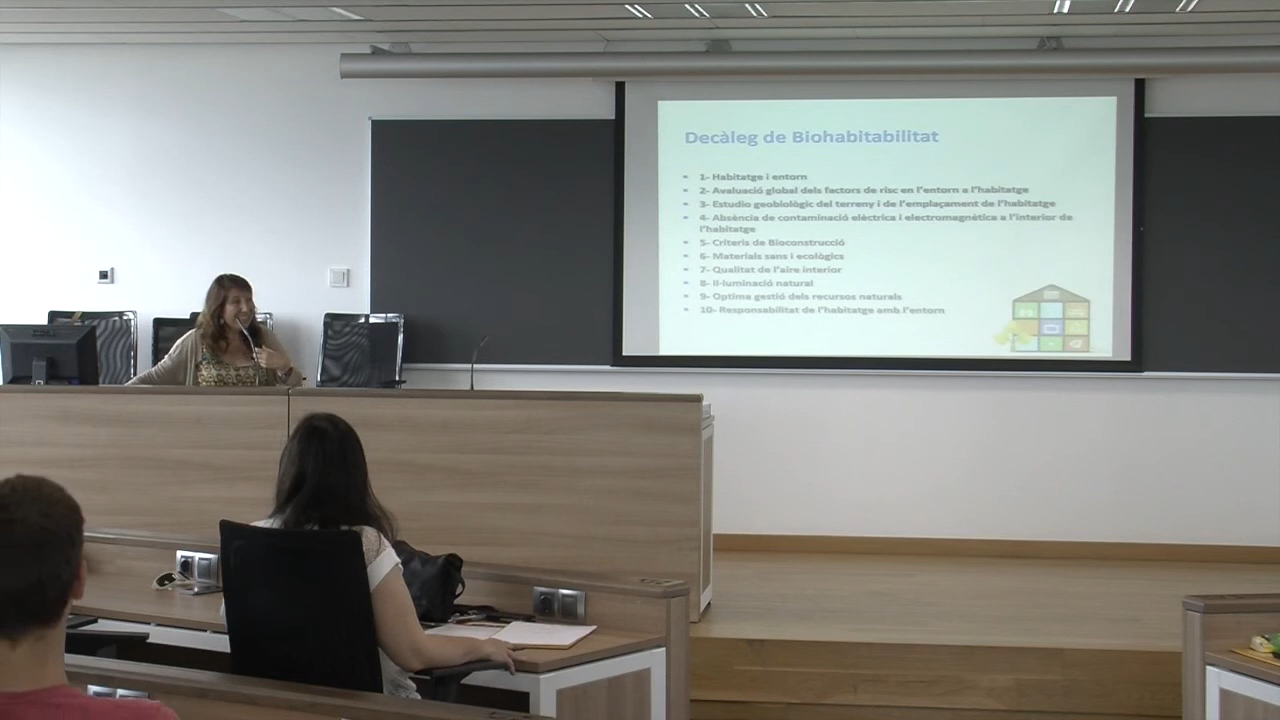 Decàleg de Biohabitabilitat
1- Habitatge i entorn
2- Avaluació global dels factors de risc en l'entorn a l'habitatge
3- Estudio geobiològic del terreny i de l'emplaçament de l'habitatge
4- Absència de contaminació elèctrica i electromagnètica a l'interior de
l'habitatge
5- Criteris de Bioconstrucció
6- Materials sans i ecològics
7- Qualitat de l'aire interior
8- Il·luminació natural
9- Optima gestió dels recursos naturals
10- Responsabilitat de l'habitatge amb l'entorn